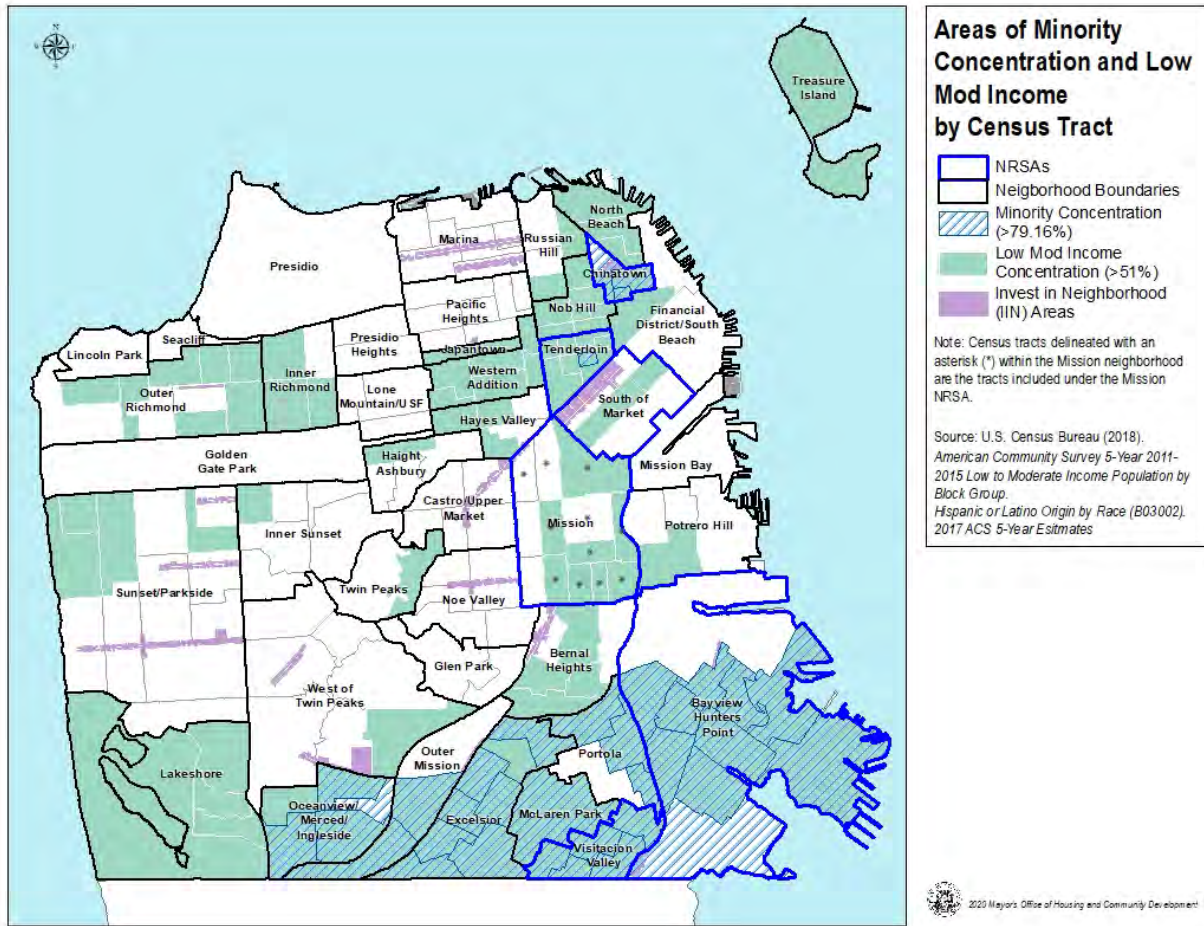 Areas of Minority
Concentration and Low
Mod Income
by Census Tract
NRSAs
Neigborhood Boundaries
Minority Concentration
(>79.16%)
Low Mod Income
Concentration (>51%)
Invest in Neighborhood
(IIN) Areas
Note: Census tracts delineated with an
asterisk (*) within the Mission neighborhood
are the tracts included under the Mission
NRSA.
Source: U.S. Census Bureau (2018).
American Community Survey 5-Year 2011-
2015 Low to Moderate Income Population by
Block Group.
Hispanic or Latino Origin by Race (B03002).
2017 ACS 5-Year Esitmates
2020 Mayor's Office of Housing and Community Development
N
Treasure
Island
North
Beach
Marina
Russian
Hill
Presidio
Chinatown
Pacific
Heights
Nob Hill
Financial
District/South
Beach
Seacliff
Lincoln Park
Presidio
Heights
Japantown
Tenderloin
Inner
Richmond
Western
Addition
Outer
Richmond
Lone
Mountain/USF
South of
Market
Hayes Valley
Golden
Gate Park
Haight
Ashbury
Mission Bay
Castro/Upper
Market
Mission
Potrero Hill
Inner Sunset
Sunset/Parkside
Twin Peaks
Noe Valley
Bernal
Heights
Glen Park
West of
Twin Peaks
Bayview
Hunters
Point
Outer
Mission
Portola
Lakeshore
Oceanview/
Merced/
Ingleside
Excelsior
McLaren Park
Visitacion
Valley